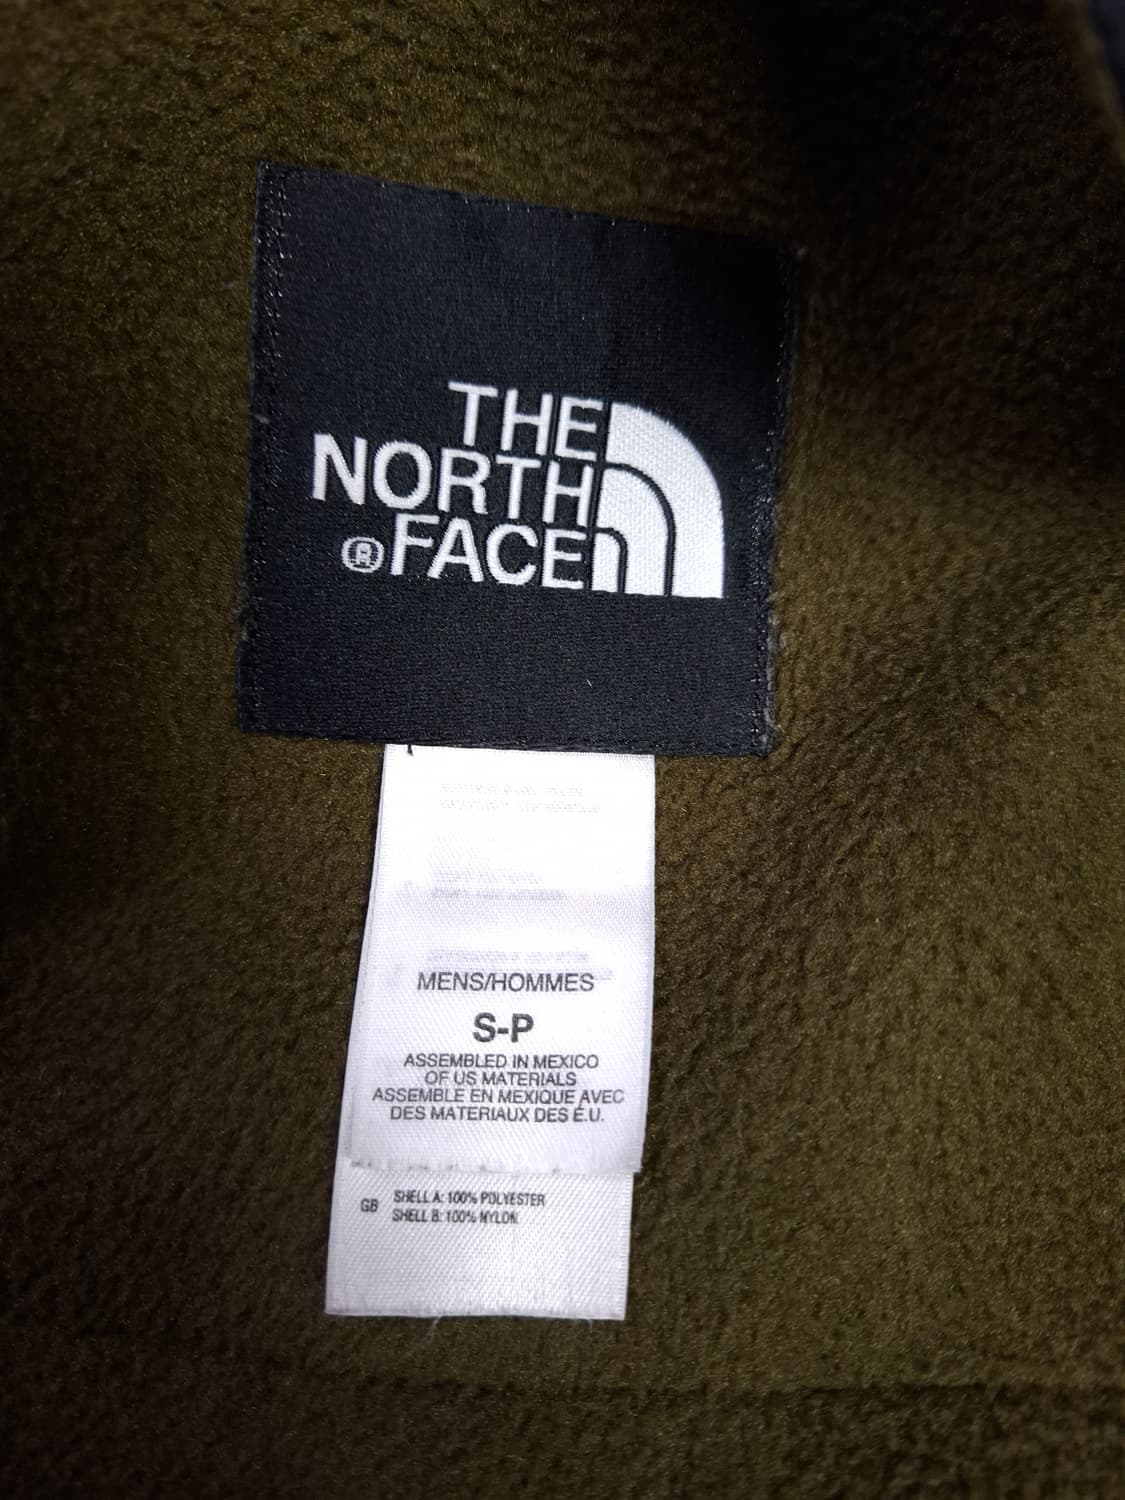 THE
NORTH
®FACE
MENS/HOMMES
S-P
ASSEMBLED IN MEXICO
OF US MATERIALS
ASSEMBLE EN MEXIQUE AVEC
DES MATERIAUX DES É.U.
GB SHELL A: 100% POLYESTER
SHELL B: 100% NYLON